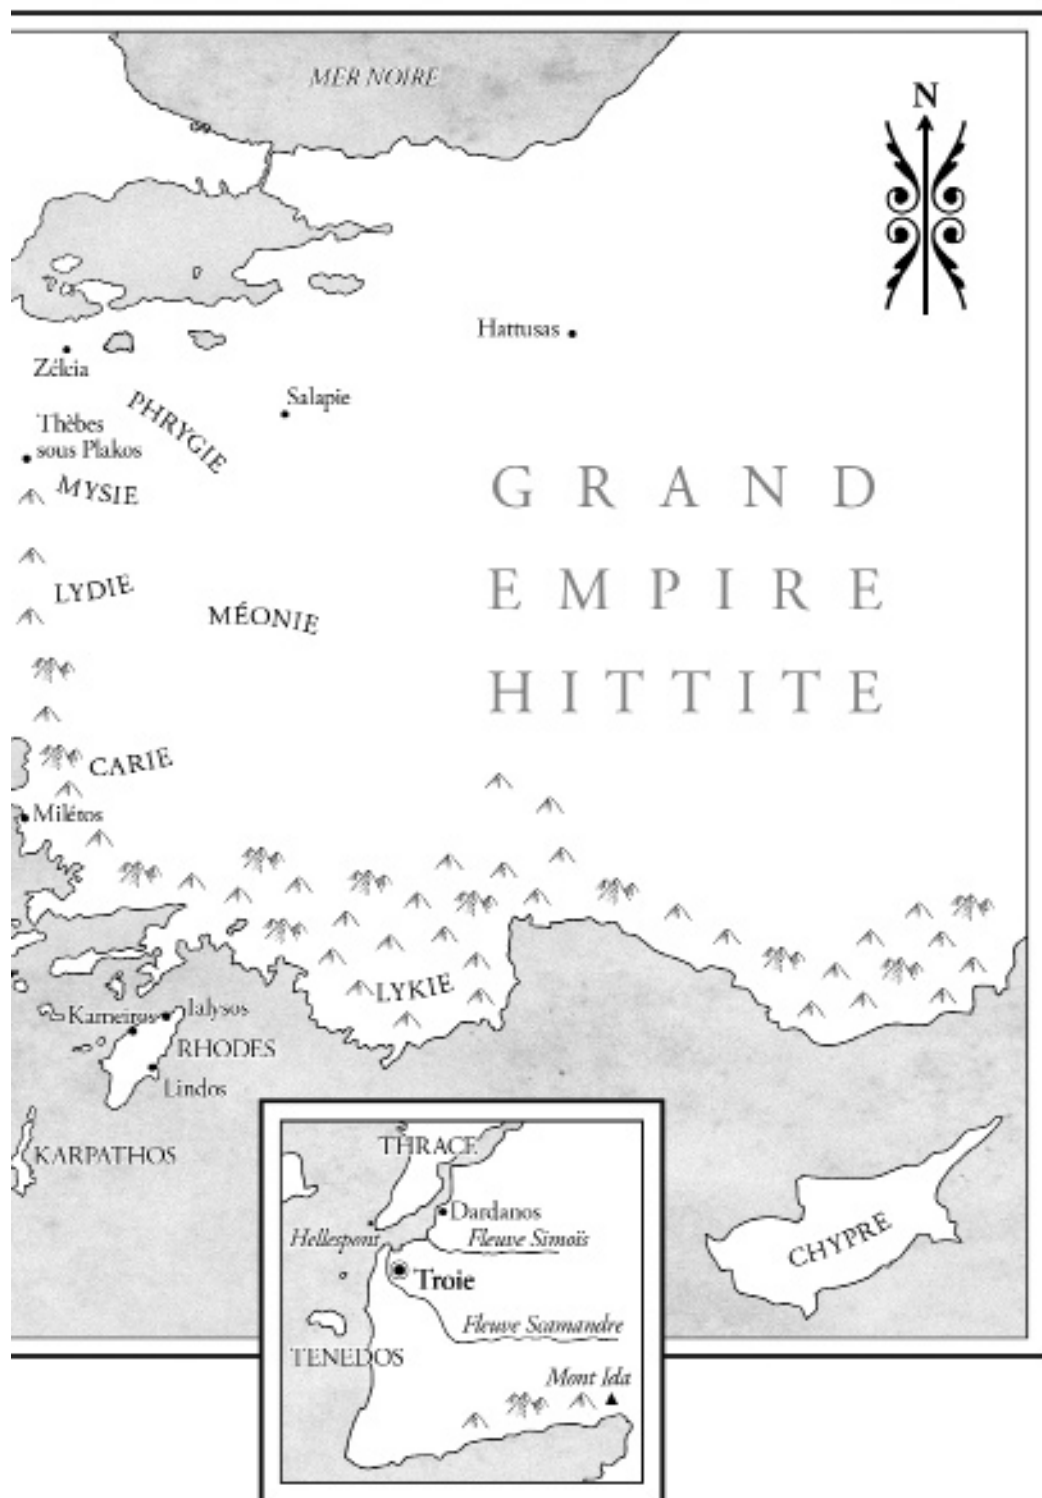 MER NOIRE
N
Hattusas
Zéleia
Salapie
PHRYGIE
Thèbes
sous Plakos
MYSIE
GRAND
EMPIRE
HITTITE
LYDIE
MÉONIE
CARIE
Milétos
LYKIE
Kameiros
Ialysos
RHODES
Lindos
KARPATHOS
CHYPRE
THRACE
Dardanos
Hellespont
Fleuve Simoïs
Troie
Fleuve Scamandre
TENEDOS
Mont Ida